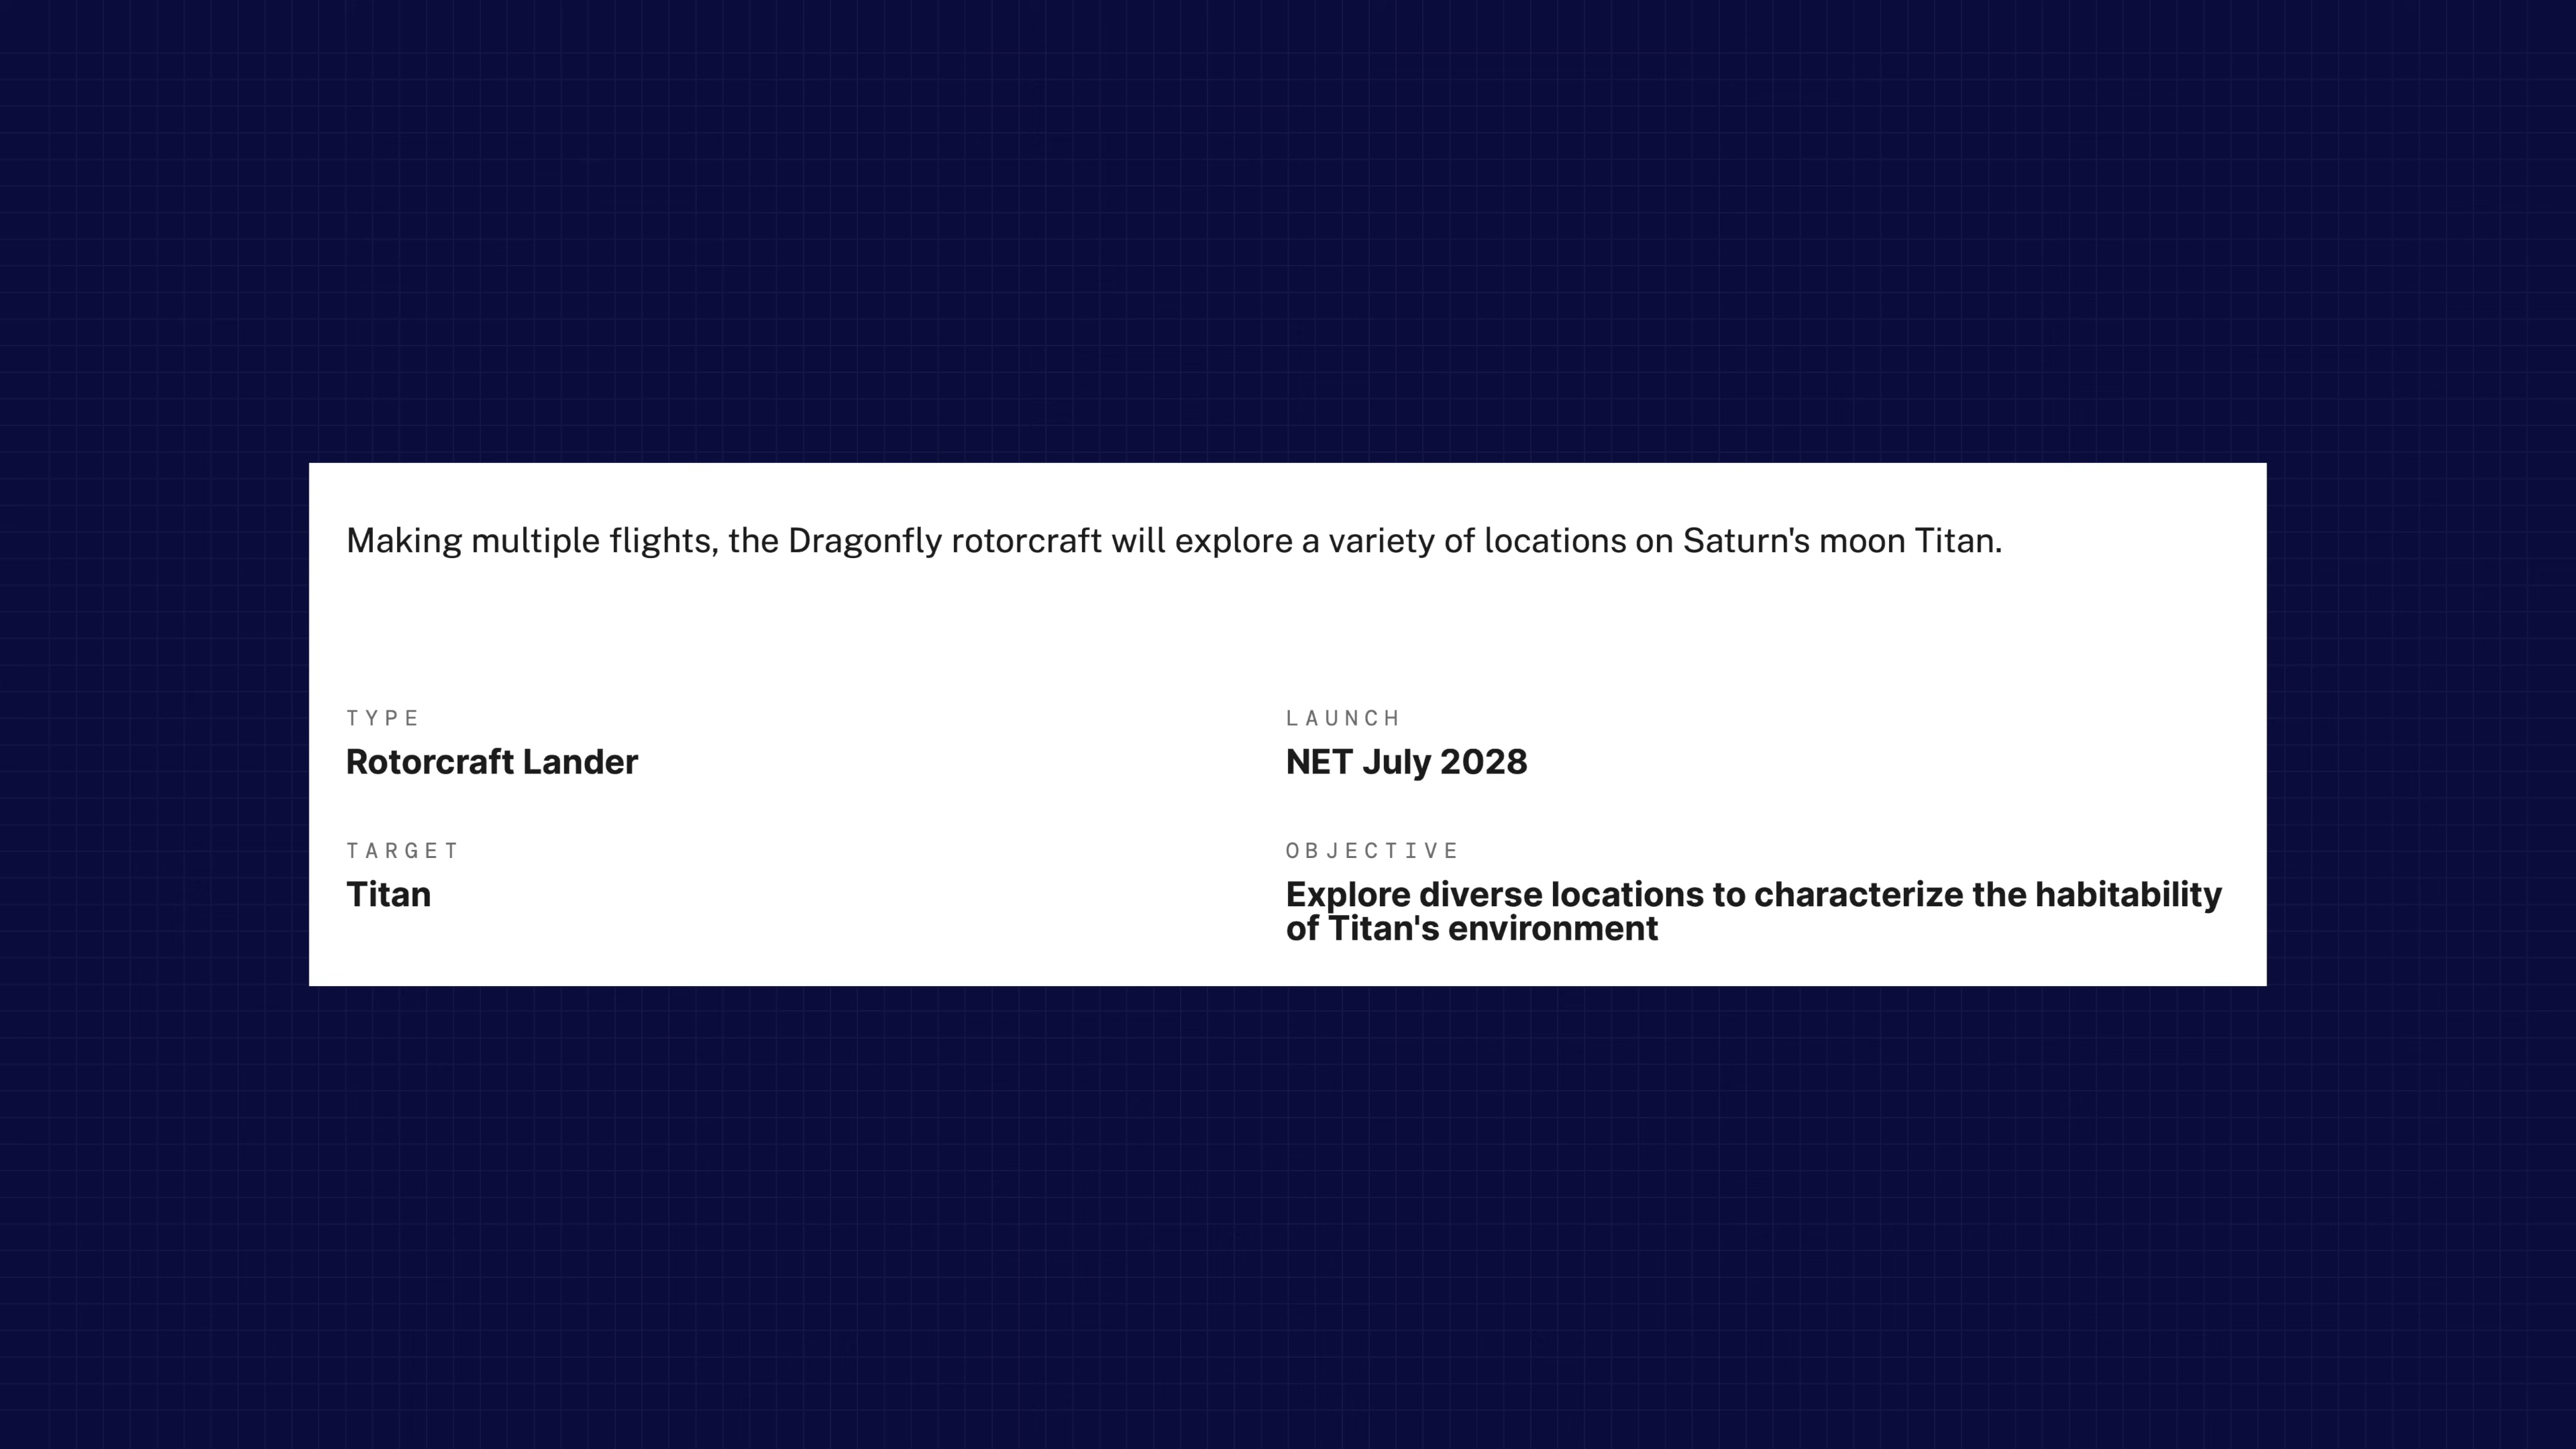 Making multiple flights, the Dragonfly rotorcraft will explore a variety of locations on Saturn's moon Titan.
TYPE
Rotorcraft Lander
LAUNCH
NET July 2028
TARGET
Titan
OBJECTIVE
Explore diverse locations to characterize the habitability
of Titan's environment